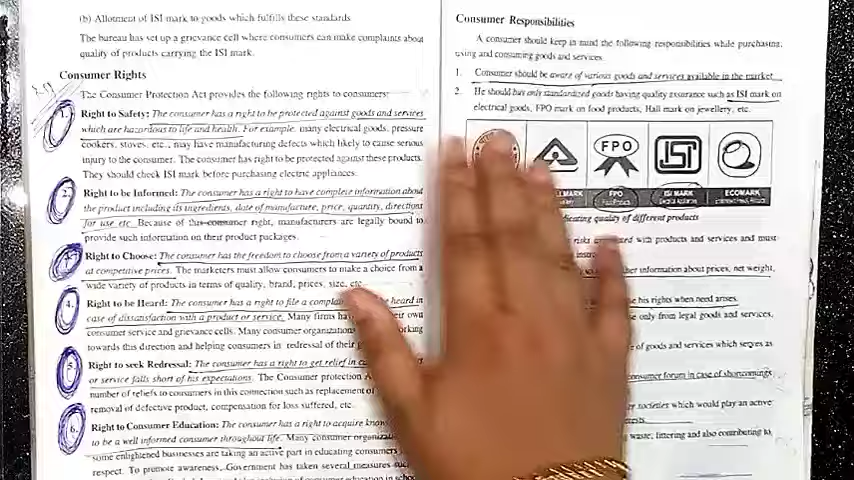 (b) Allotment of ISI mark to goods which fulfills these standards.
The bureau has set up a grievance cell where consumers can make complaints about
quality of products carrying the ISI mark.
Consumer Rights
The Consumer Protection Act provides the following rights to consumers:
1. Right to Safety: The consumer has a right to be protected against goods and services
which are hazardous to life and health. For example, many electrical goods, pressure
cookers, stoves, etc., may have manufacturing defects which likely to cause serious
injury to the consumer. The consumer has right to be protected against these products.
They should check ISI mark before purchasing electric appliances.
2. Right to be Informed: The consumer has a right to have complete information about
the product including its ingredients, date of manufacture, price, quantity, directions
for use etc. Because of this consumer right, manufacturers are legally bound to
provide such information on their product packages.
3. Right to Choose: The consumer has the freedom to choose from a variety of products
at competitive prices. The marketers must allow consumers to make a choice from a
wide variety of products in terms of quality, brand, prices, size, etc.
4. Right to be Heard: The consumer has a right to file a complain heard in
case of dissatisfaction with a product or service. Many firms own
consumer service and grievance cells. Many consumer organizations working
towards this direction and helping consumers in redressal of their
5. Right to seek Redressal: The consumer has a right to get relief in
or service falls short of his expectations. The Consumer protection
number of reliefs to consumers in this connection such as replacement of
removal of defective product, compensation for loss suffered, etc.
6. Right to Consumer Education: The consumer has a right to acquire
to be a well informed consumer throughout life. Many consumer
some enlightened businesses are taking an active part in educating consumers
respect. To promote awareness, Government has taken several measures
of consumer education in
Consumer Responsibilities
A consumer should keep in mind the following responsibilities while purchasing,
using and consuming goods and services.
1. Consumer should be aware of various goods and services available in the market.
2. He should buy only standardized goods having quality assurance such as ISI mark on
electrical goods, FPO mark on food products, Hall mark on jewellery, etc.
FPO
FPO
ISI MARK
ECOMARK
quality of different products
risks with products and services and must
information about prices, net weight,
his rights when need arises.
only from legal goods and services.
of goods and services which serves as
consumer forum in case of shortcomings
societies which would play an active
waste, littering and also contributing to